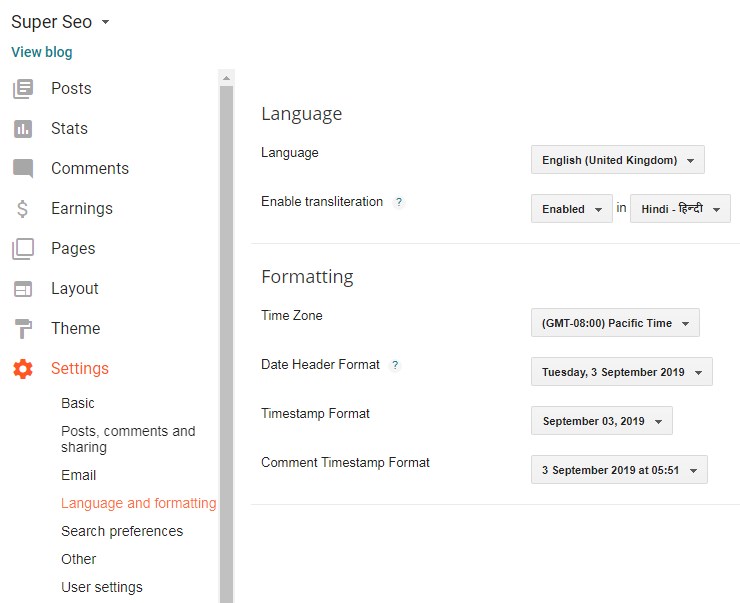 Super Seo
View blog
Posts
Stats
Comments
Earnings
Pages
Layout
Theme
Settings
Basic
Posts, comments and
sharing
Email
Language and formatting
Search preferences
Other
User settings
Language
Language English (United Kingdom)
Enable transliteration ? Enabled in Hindi - हिन्दी
Formatting
Time Zone (GMT-08:00) Pacific Time
Date Header Format ? Tuesday, 3 September 2019
Timestamp Format September 03, 2019
Comment Timestamp Format 3 September 2019 at 05:51